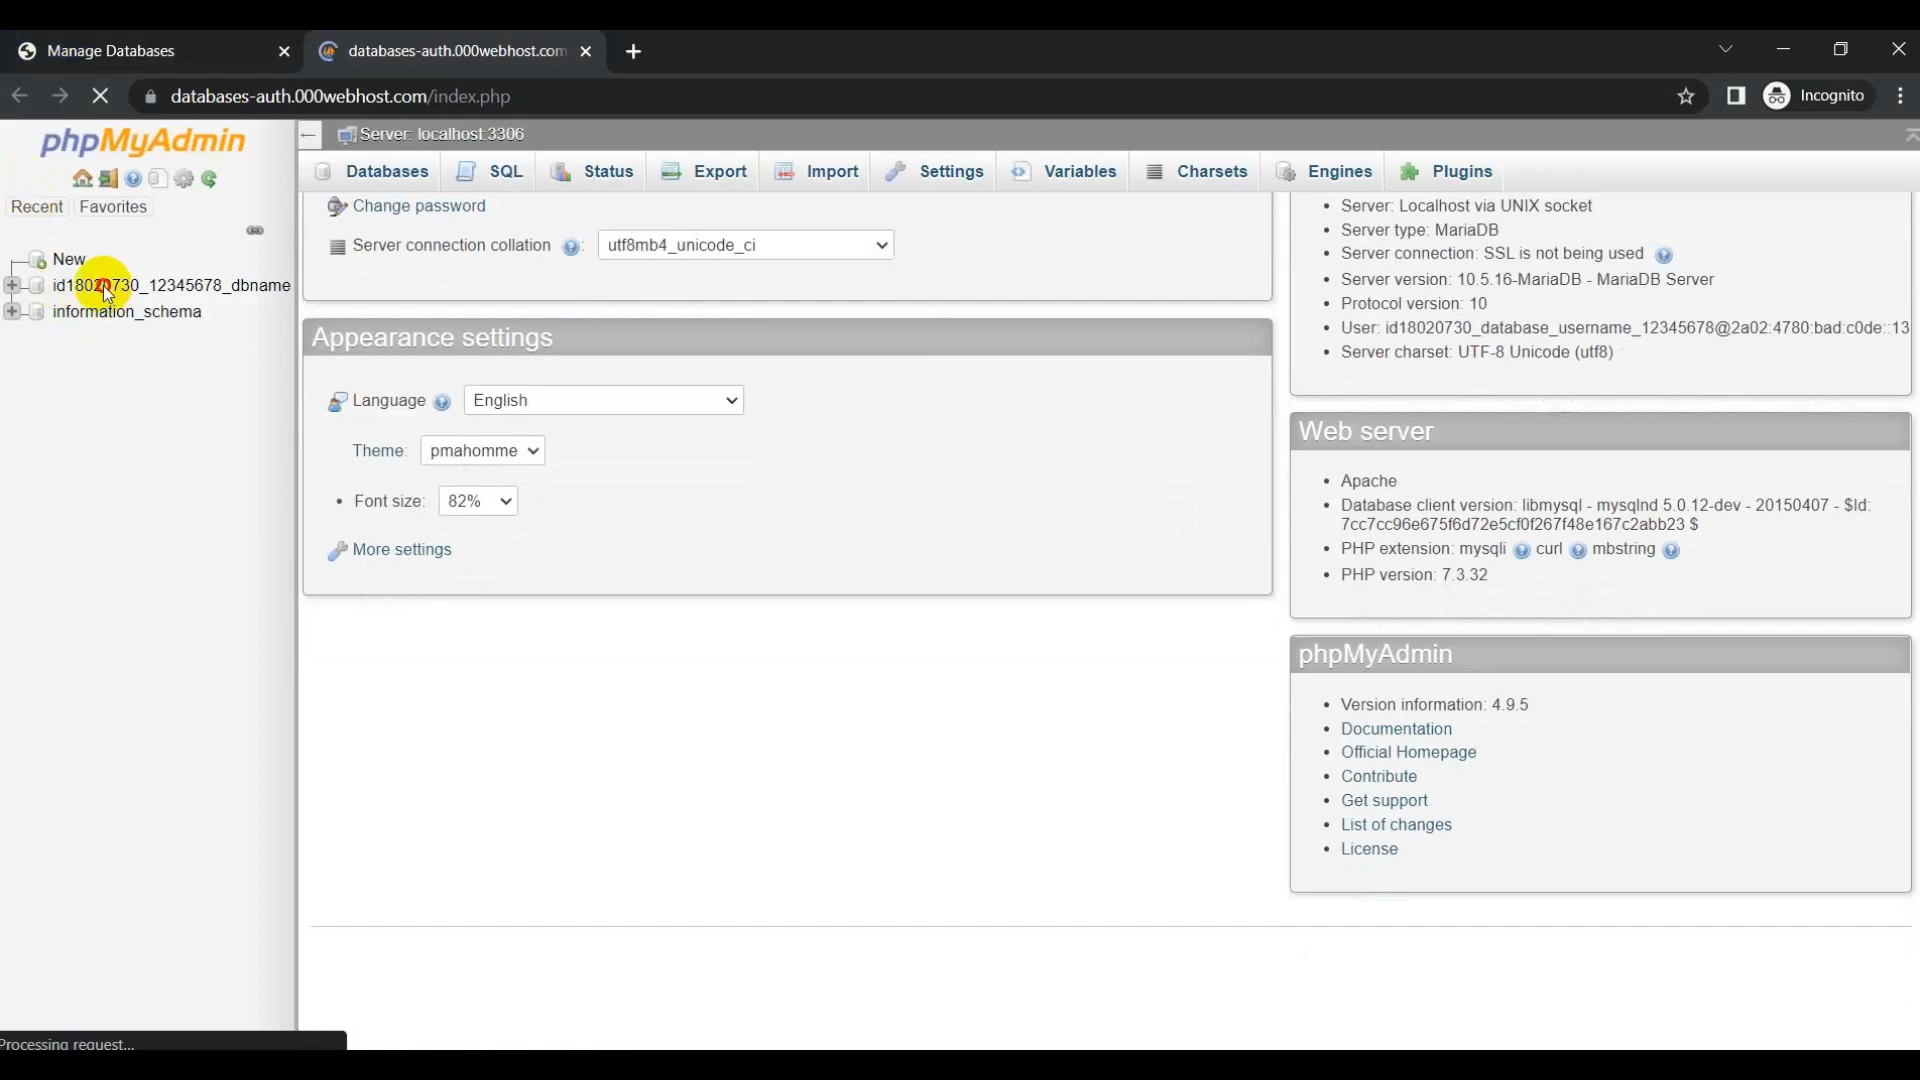 Manage Databases
databases-auth.000webhost.com
databases-auth.000webhost.com/index.php
Incognito
phpMyAdmin
Server: localhost:3306
Databases SQL Status Export Import Settings Variables Charsets Engines Plugins
Recent Favorites
New
id18020730_12345678_dbname
information_schema
Change password
Server connection collation : utf8mb4_unicode_ci
Appearance settings
Language English
Theme: pmahomme
• Font size: 82%
More settings
• Server: Localhost via UNIX socket
• Server type: MariaDB
• Server connection: SSL is not being used
• Server version: 10.5.16-MariaDB - MariaDB Server
• Protocol version: 10
• User: id18020730_database_username_12345678@2a02:4780:bad:c0de::13
• Server charset: UTF-8 Unicode (utf8)
Web server
• Apache
• Database client version: libmysql - mysqlnd 5.0.12-dev - 20150407 - $Id:
7cc7cc96e675f6d72e5cf0f267f48e167c2abb23 $
• PHP extension: mysqli curl mbstring
• PHP version: 7.3.32
phpMyAdmin
• Version information: 4.9.5
• Documentation
• Official Homepage
• Contribute
• Get support
• List of changes
• License
Processing request...